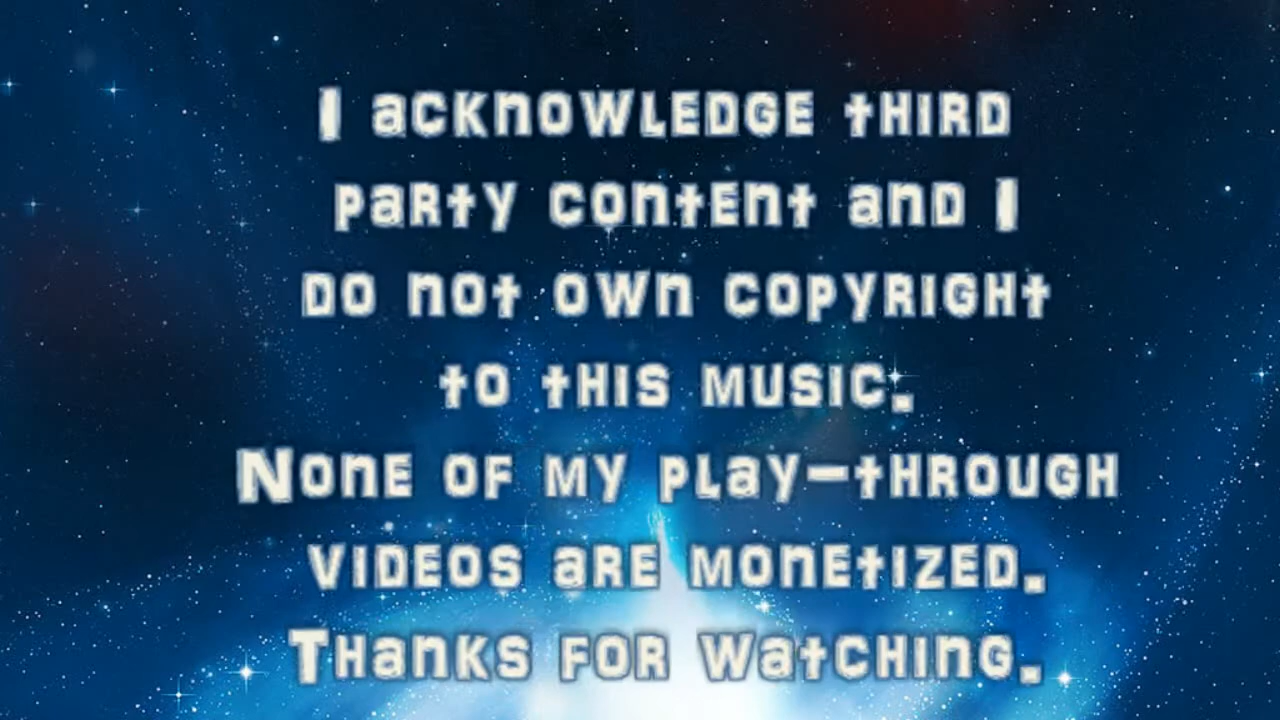 I acknowledge third
party content and I
do not own copyright
to this music.
None of my play-through
videos are monetized.
Thanks for watching.